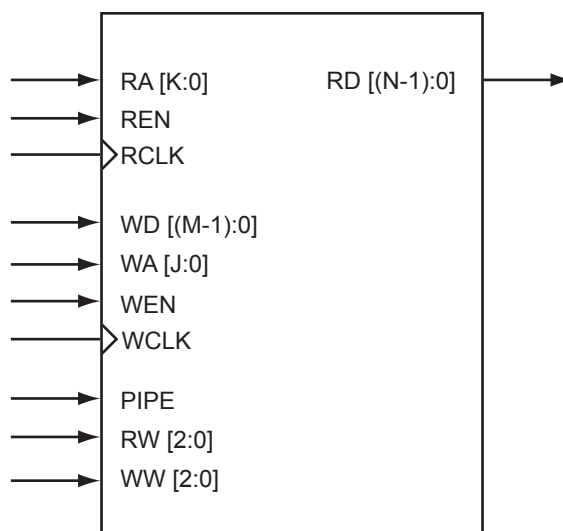 RA [K:0] RD [(N-1):0]
REN
RCLK
WD [(M-1):0]
WA [J:0]
WEN
WCLK
PIPE
RW [2:0]
WW [2:0]